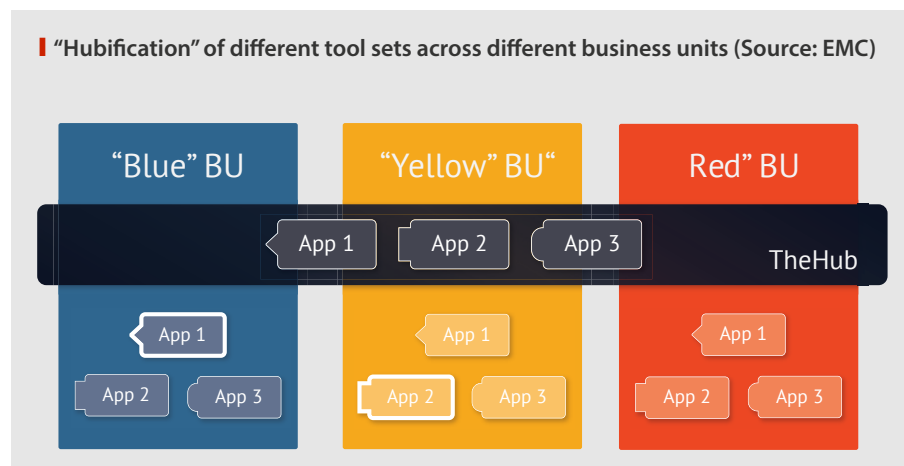 “Hubification” of different tool sets across different business units (Source: EMC)
“Blue” BU
“Yellow” BU“
Red” BU
App 1
App 2
App 3
TheHub
App 1
App 2
App 3
App 1
App 2
App 3
App 1
App 2
App 3